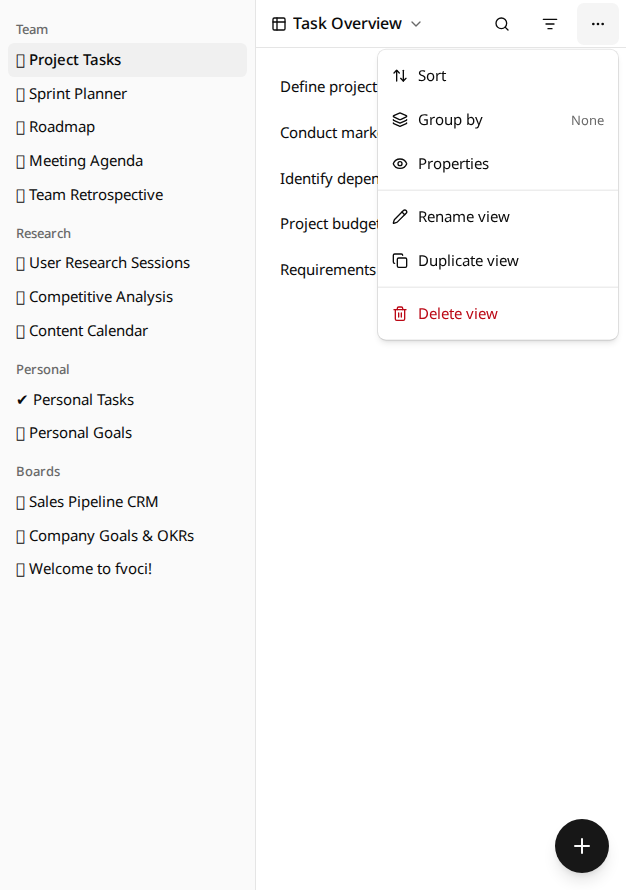 Team
Project Tasks
Sprint Planner
Roadmap
Meeting Agenda
Team Retrospective
Research
User Research Sessions
Competitive Analysis
Content Calendar
Personal
✔ Personal Tasks
Personal Goals
Boards
Sales Pipeline CRM
Company Goals & OKRs
Welcome to fvoci!
Task Overview
Define project
Conduct mark
Identify depen
Project budget
Requirements
Sort
Group by None
Properties
Rename view
Duplicate view
Delete view